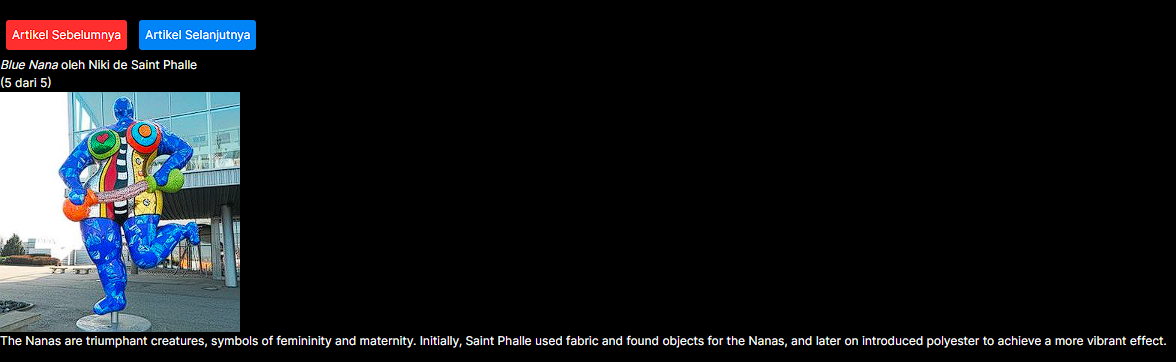 Artikel Sebelumnya Artikel Selanjutnya
Blue Nana oleh Niki de Saint Phalle
(5 dari 5)
The Nanas are triumphant creatures, symbols of femininity and maternity. Initially, Saint Phalle used fabric and found objects for the Nanas, and later on introduced polyester to achieve a more vibrant effect.